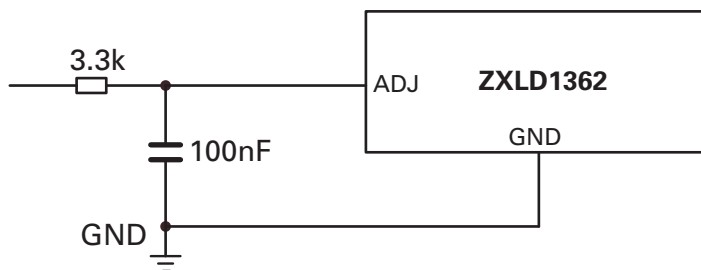 3.3k
ADJ
ZXLD1362
GND
100nF
GND